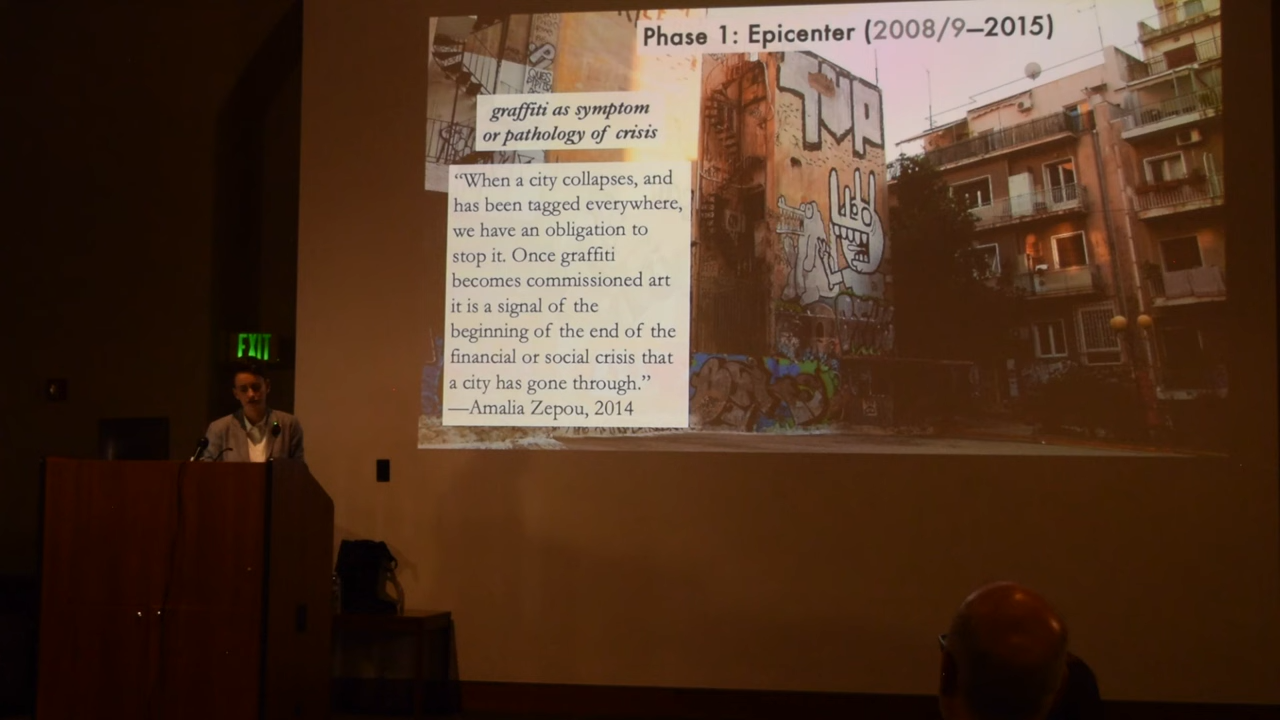 Phase 1: Epicenter (2008/9—2015)
graffiti as symptom
or pathology of crisis
“When a city collapses, and
has been tagged everywhere,
we have an obligation to
stop it. Once graffiti
becomes commissioned art
it is a signal of the
beginning of the end of the
financial or social crisis that
a city has gone through.”
—Amalia Zepou, 2014
EXIT